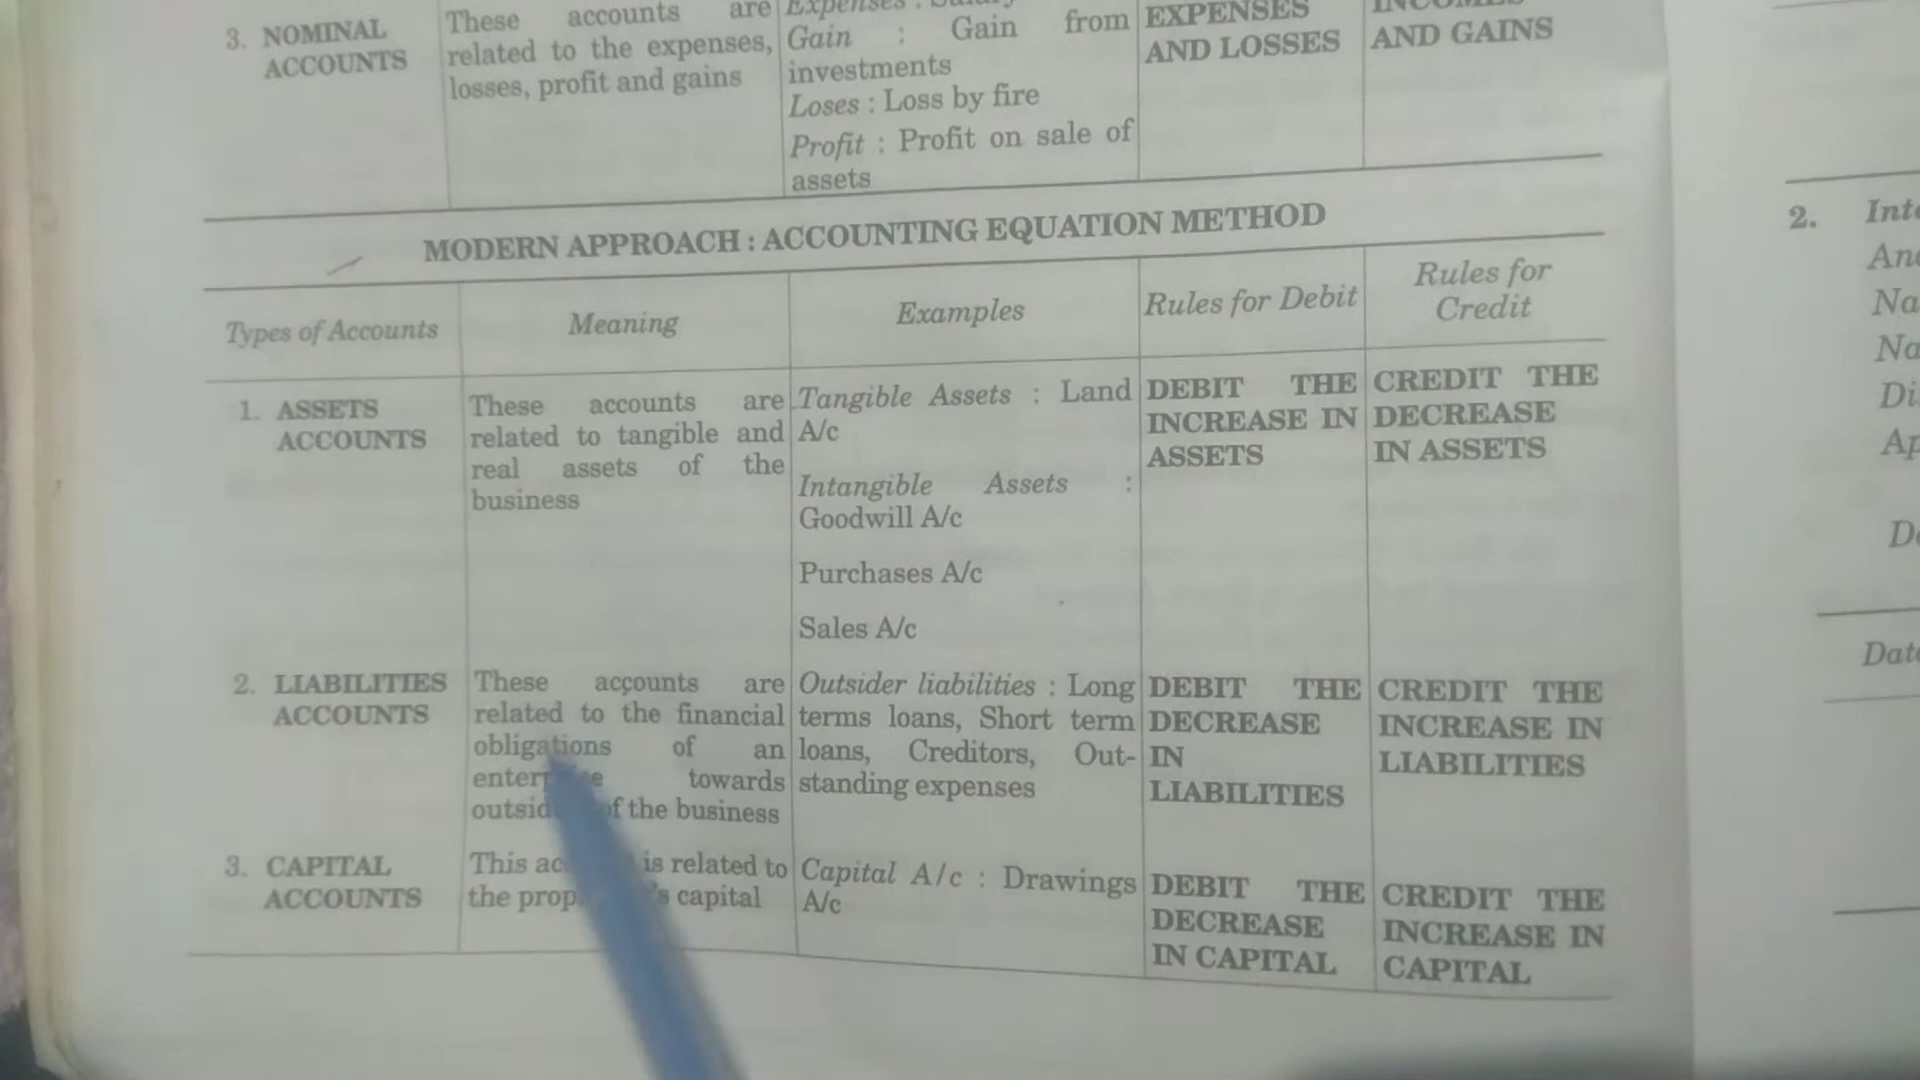 3. NOMINAL ACCOUNTS
These accounts are related to the expenses, losses, profit and gains
Gain : Gain from investments
Loses : Loss by fire
Profit : Profit on sale of assets
EXPENSES AND LOSSES
AND GAINS
MODERN APPROACH : ACCOUNTING EQUATION METHOD
Types of Accounts
Meaning
Examples
Rules for Debit
Rules for Credit
1. ASSETS
ACCOUNTS
These accounts are
related to tangible and
real assets of the
business
Tangible Assets : Land
A/c
Intangible Assets :
Goodwill A/c
Purchases A/c
Sales A/c
DEBIT THE
INCREASE IN
ASSETS
CREDIT THE
DECREASE
IN ASSETS
2. LIABILITIES
ACCOUNTS
These accounts are
related to the financial
obligations of an
towards
of the business
Outsider liabilities : Long
terms loans, Short term
loans, Creditors, Out-
standing expenses
DEBIT THE
DECREASE
IN
LIABILITIES
CREDIT THE
INCREASE IN
LIABILITIES
3. CAPITAL
ACCOUNTS
This is related to
the capital
Capital A/c : Drawings
A/c
DEBIT THE
DECREASE
IN CAPITAL
CREDIT THE
INCREASE IN
CAPITAL
2.